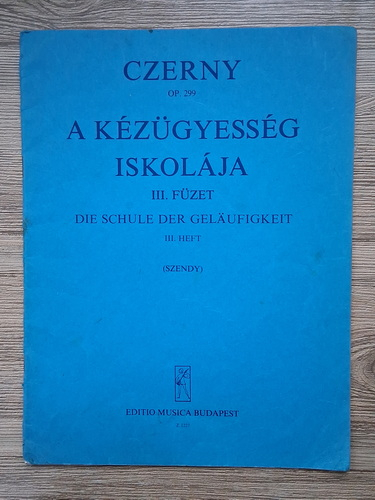 CZERNY
OP. 299
A KÉZÜGYESSÉG
ISKOLÁJA
III. FÜZET
DIE SCHULE DER GELÄUFIGKEIT
III. HEFT
(SZENDY)
EDITIO MUSICA BUDAPEST